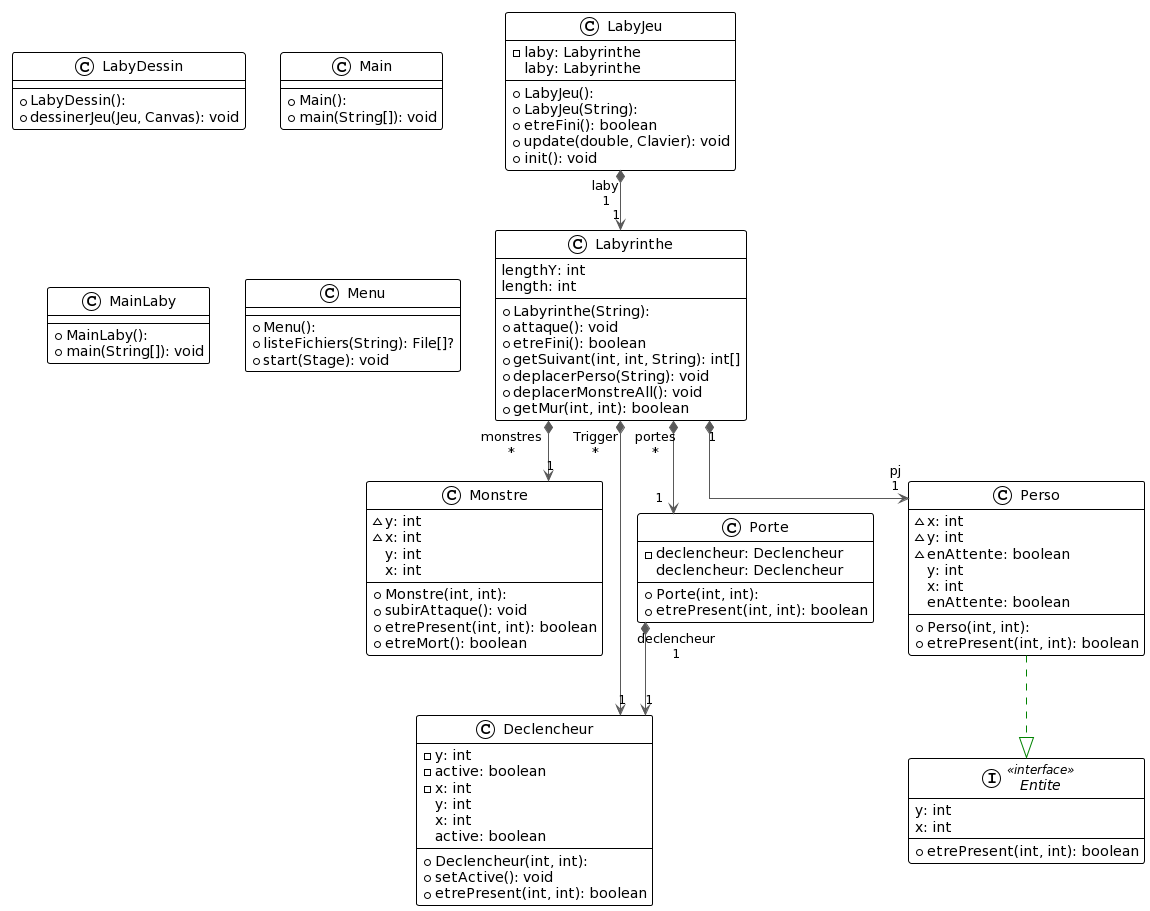 C LabyJeu
laby: Labyrinthe
laby: Labyrinthe
LabyJeu():
LabyJeu(String):
etreFini(): boolean
update(double, Clavier): void
init(): void
C LabyDessin
LabyDessin():
dessinerJeu(Jeu, Canvas): void
C Main
Main():
main(String[]): void
laby
1
1
C Labyrinthe
lengthY: int
length: int
Labyrinthe(String):
attaque(): void
etreFini(): boolean
getSuivant(int, int, String): int[]
deplacerPerso(String): void
deplacerMonstreAll(): void
getMur(int, int): boolean
C MainLaby
MainLaby():
main(String[]): void
C Menu
Menu():
listeFichiers(String): File[]?
start(Stage): void
monstres
*
1
Trigger
*
1
portes
*
1
1
pj
1
C Monstre
~ y: int
~ x: int
y: int
x: int
Monstre(int, int):
subirAttaque(): void
etrePresent(int, int): boolean
etreMort(): boolean
C Porte
declencheur: Declencheur
declencheur: Declencheur
Porte(int, int):
etrePresent(int, int): boolean
C Perso
~ x: int
~ y: int
~ enAttente: boolean
y: int
x: int
enAttente: boolean
Perso(int, int):
etrePresent(int, int): boolean
declencheur
1
1
C Declencheur
y: int
active: boolean
x: int
y: int
x: int
active: boolean
Declencheur(int, int):
setActive(): void
etrePresent(int, int): boolean
I «interface»
Entite
y: int
x: int
etrePresent(int, int): boolean